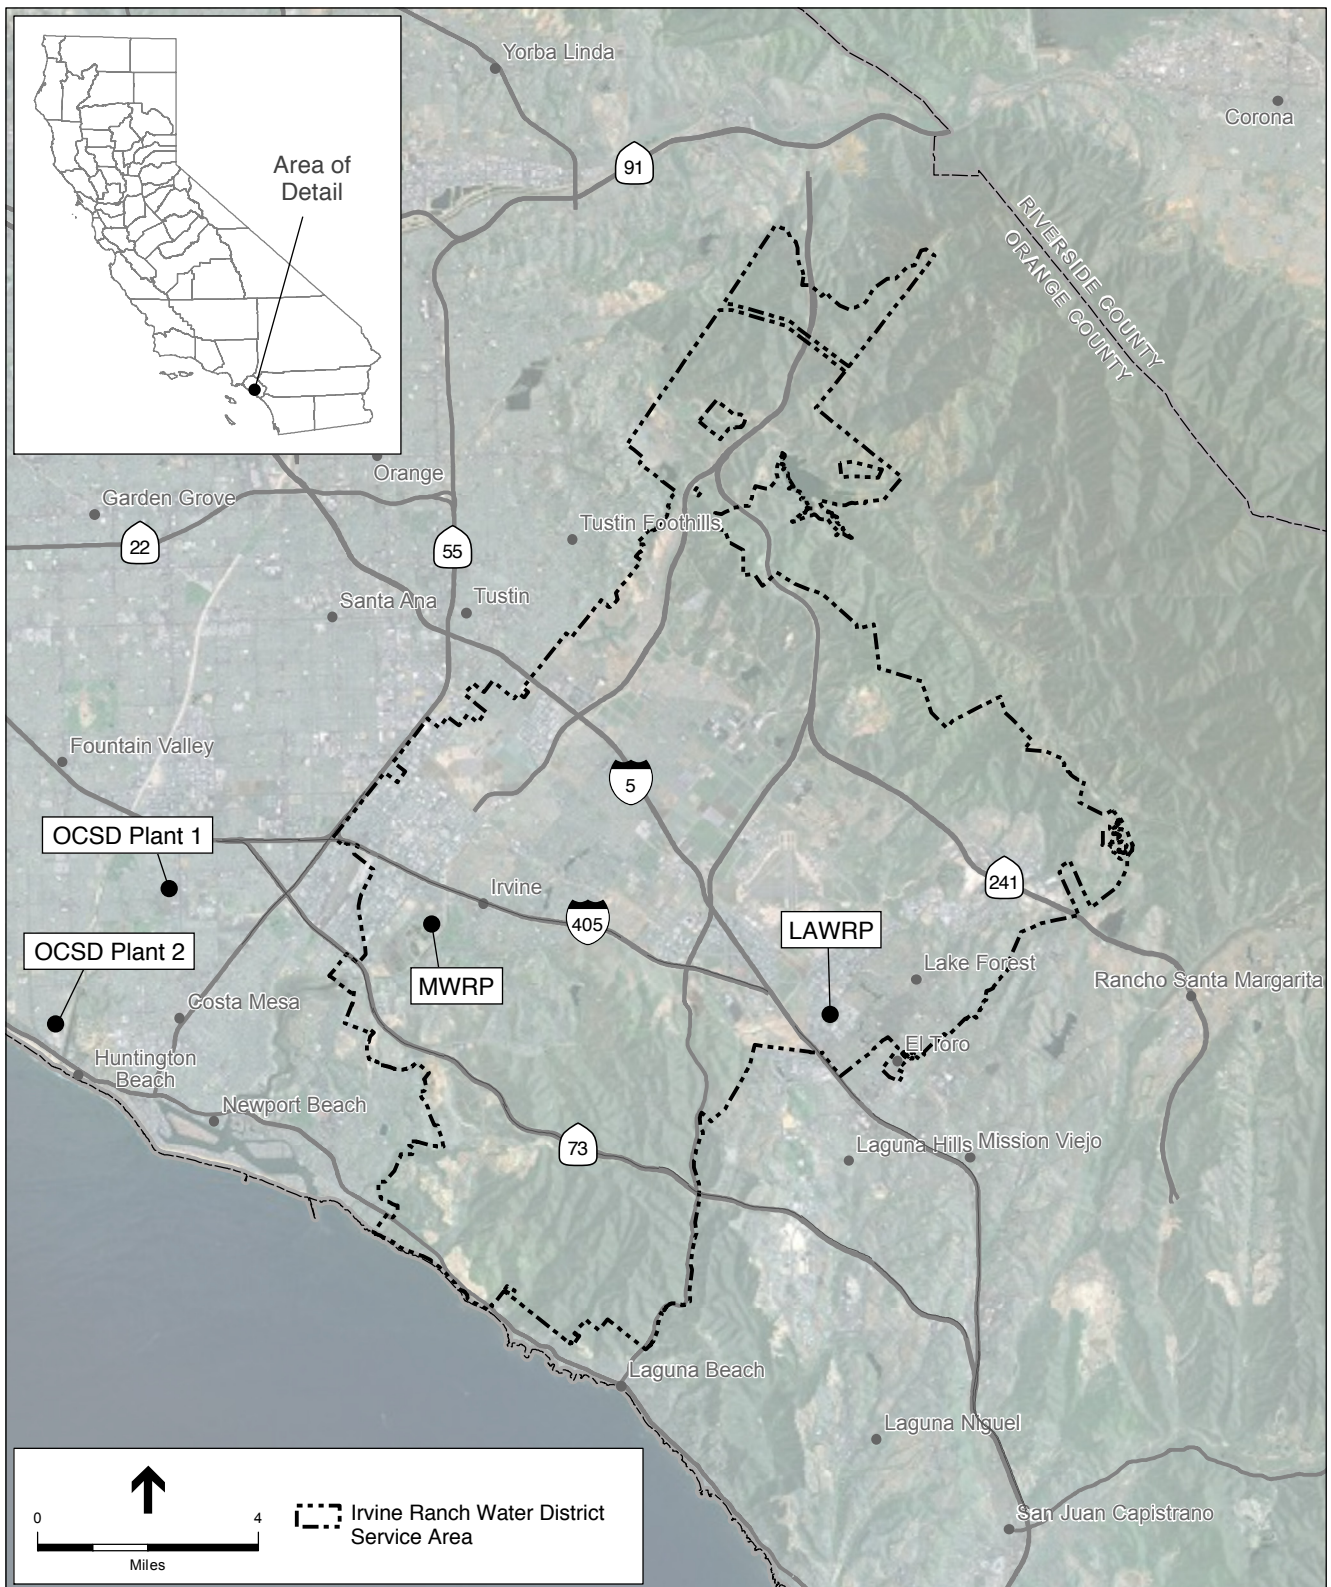 Yorba Linda
Corona
Area of
Detail
91
RIVERSIDE COUNTY
ORANGE COUNTY
Orange
Garden Grove
22
55
Tustin Foothills
Santa Ana
Tustin
Fountain Valley
5
OCSD Plant 1
Irvine
241
405
LAWRP
OCSD Plant 2
MWRP
Lake Forest
Rancho Santa Margarita
Costa Mesa
El Toro
Huntington
Beach
Newport Beach
73
Laguna Hills
Mission Viejo
Laguna Beach
Laguna Niguel
San Juan Capistrano
0
4
Miles
Irvine Ranch Water District
Service Area